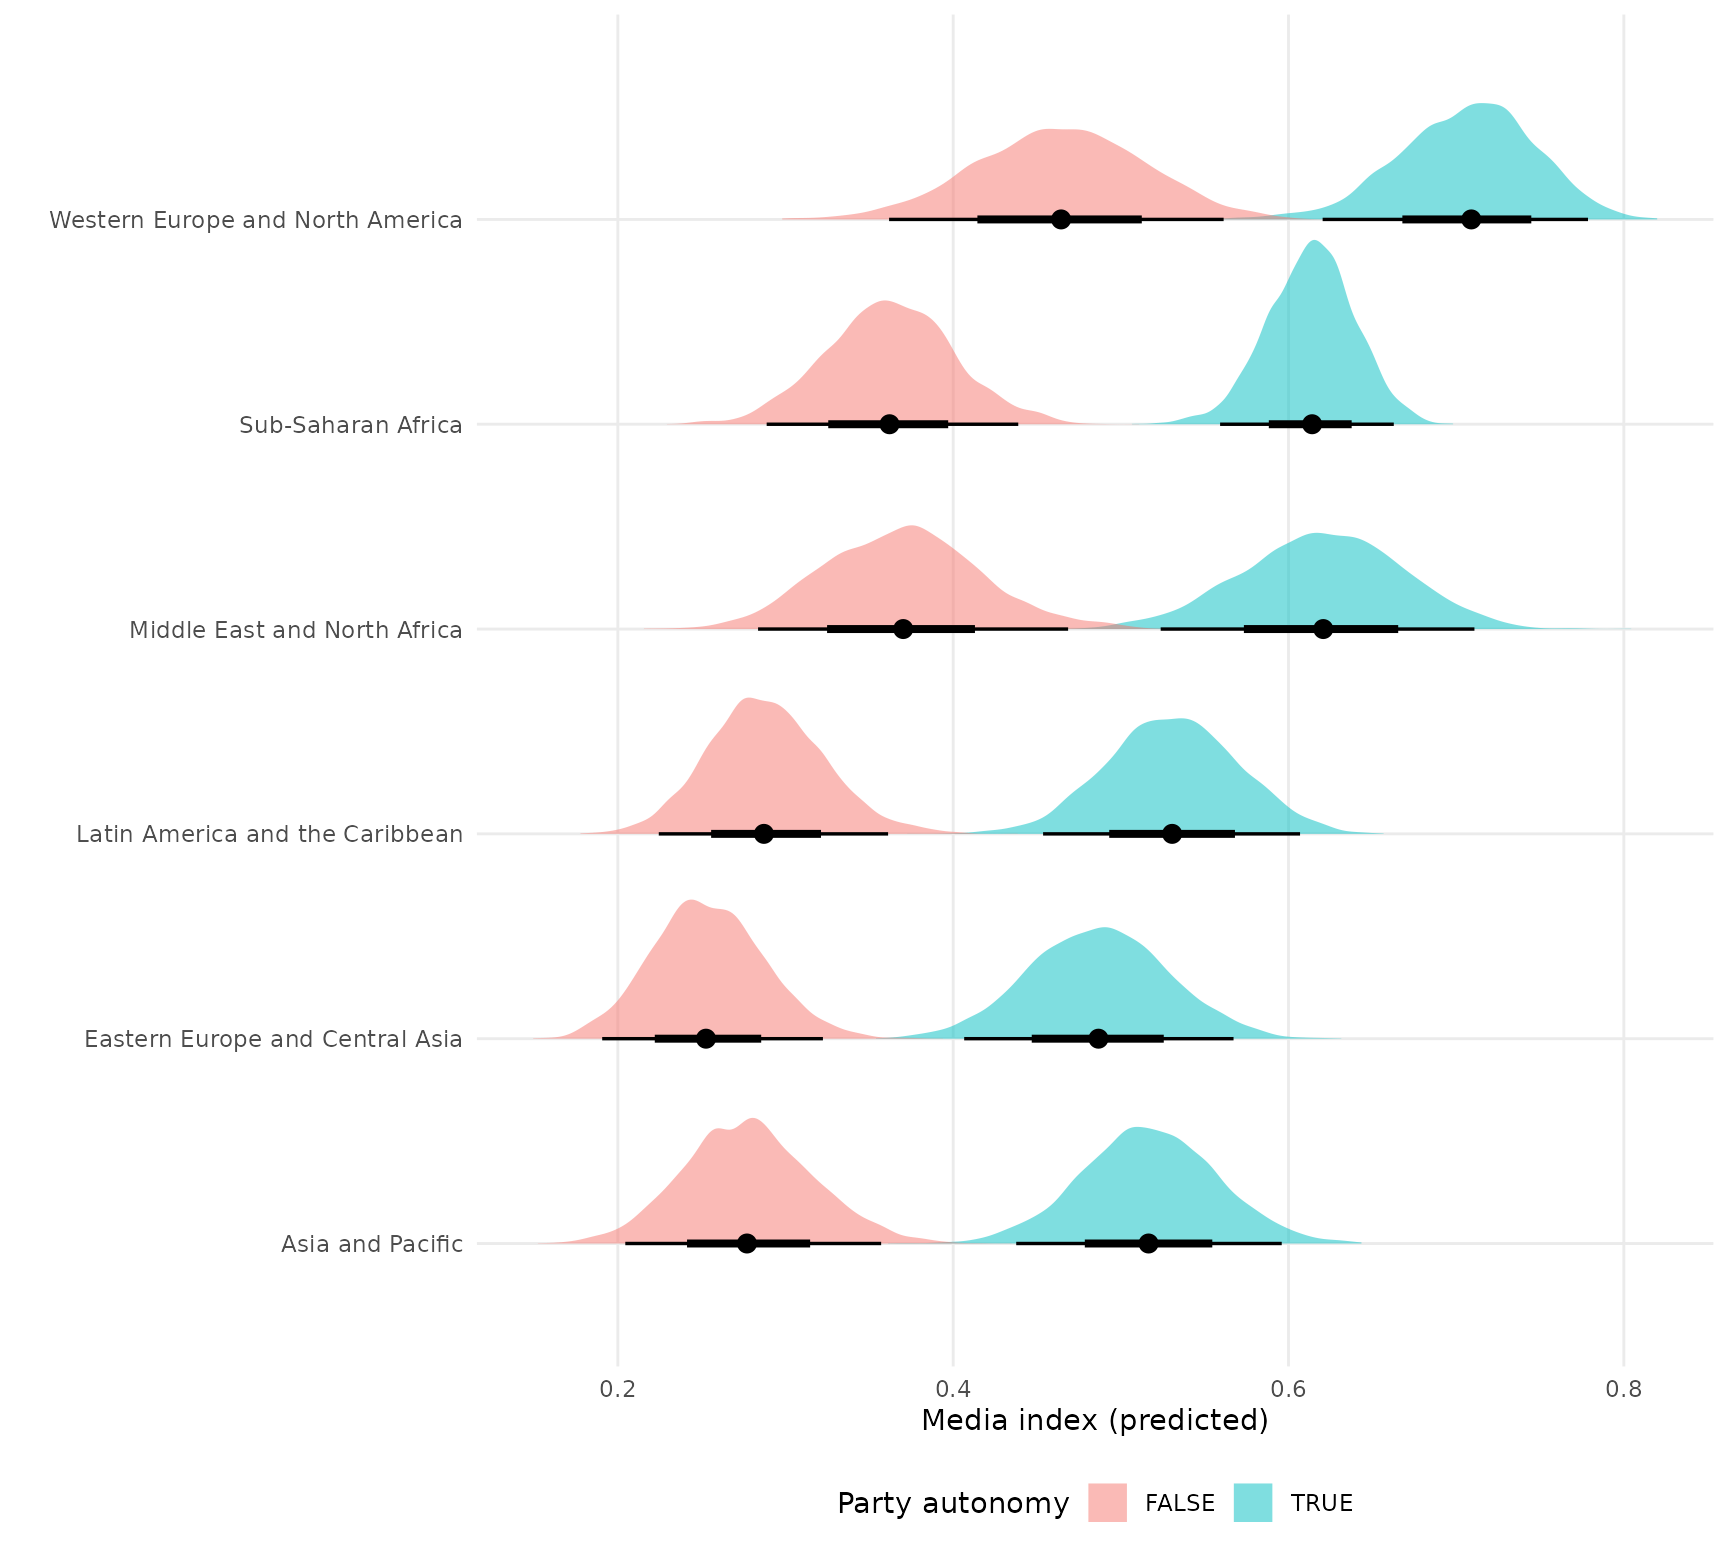 Western Europe and North America
Sub-Saharan Africa
Middle East and North Africa
Latin America and the Caribbean
Eastern Europe and Central Asia
Asia and Pacific
0.2 0.4 0.6 0.8
Media index (predicted)
Party autonomy FALSE TRUE